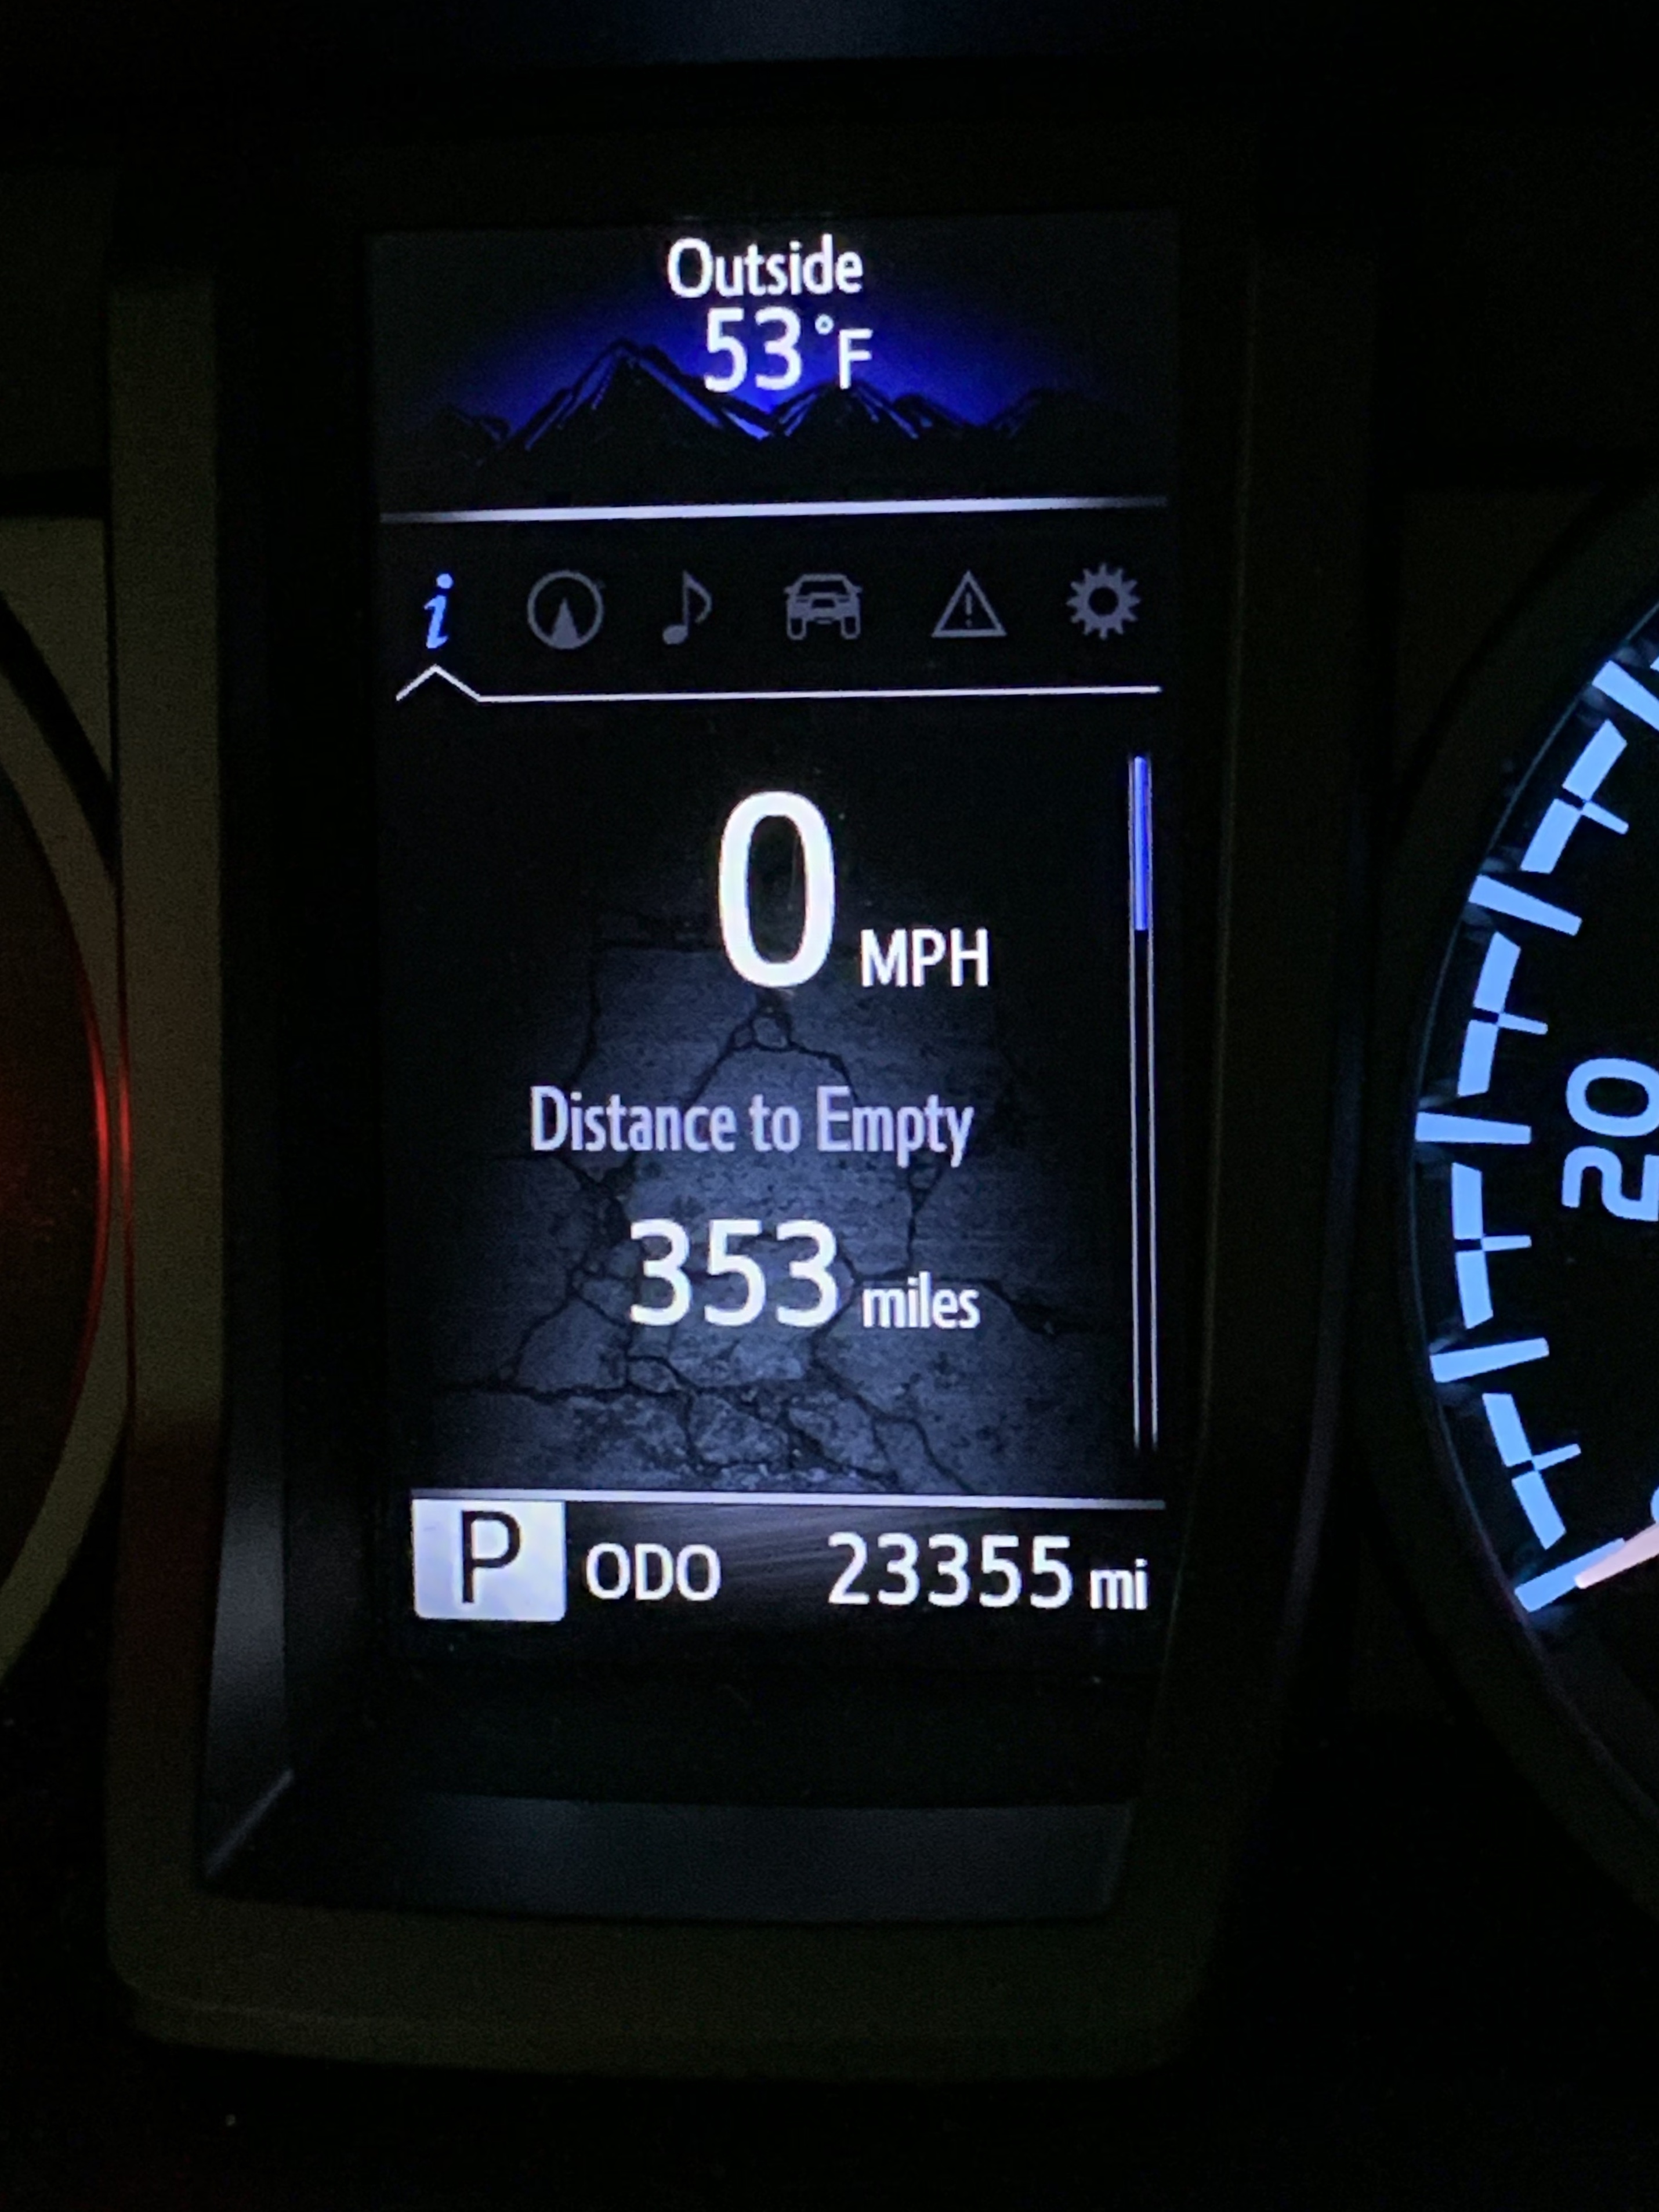 Outside
53°F
i
0 MPH
Distance to Empty
353 miles
P ODO 23355 mi
20